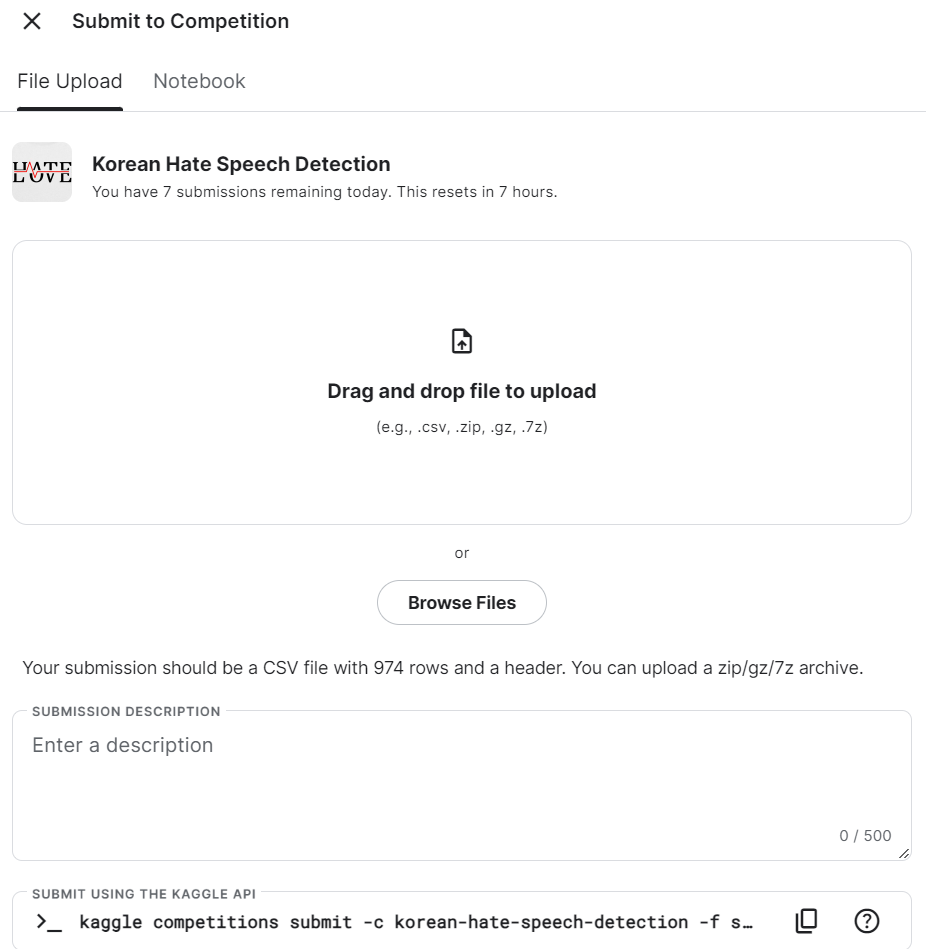 Submit to Competition
File Upload
Notebook
HATE
LOVE
Korean Hate Speech Detection
You have 7 submissions remaining today. This resets in 7 hours.
Drag and drop file to upload
(e.g., .csv, .zip, .gz, .7z)
or
Browse Files
Your submission should be a CSV file with 974 rows and a header. You can upload a zip/gz/7z archive.
SUBMISSION DESCRIPTION
Enter a description
0 / 500
SUBMIT USING THE KAGGLE API
>_ kaggle competitions submit -c korean-hate-speech-detection -f s…